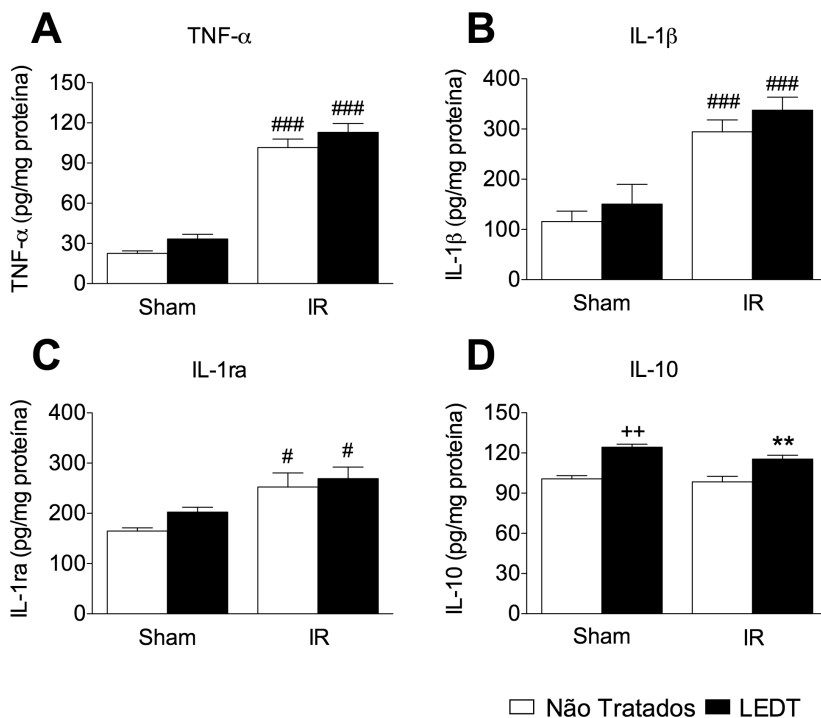 A
TNF-α
TNF-α (pg/mg proteína)
150
120
90
60
30
0
###
###
Sham
IR
B
IL-1β
IL-1β (pg/mg proteína)
400
300
200
100
0
###
###
Sham
IR
C
IL-1ra
IL-1ra (pg/mg proteína)
400
300
200
100
0
#
#
Sham
IR
D
IL-10
IL-10 (pg/mg proteína)
150
120
90
60
30
0
++
**
Sham
IR
Não Tratados
LEDT